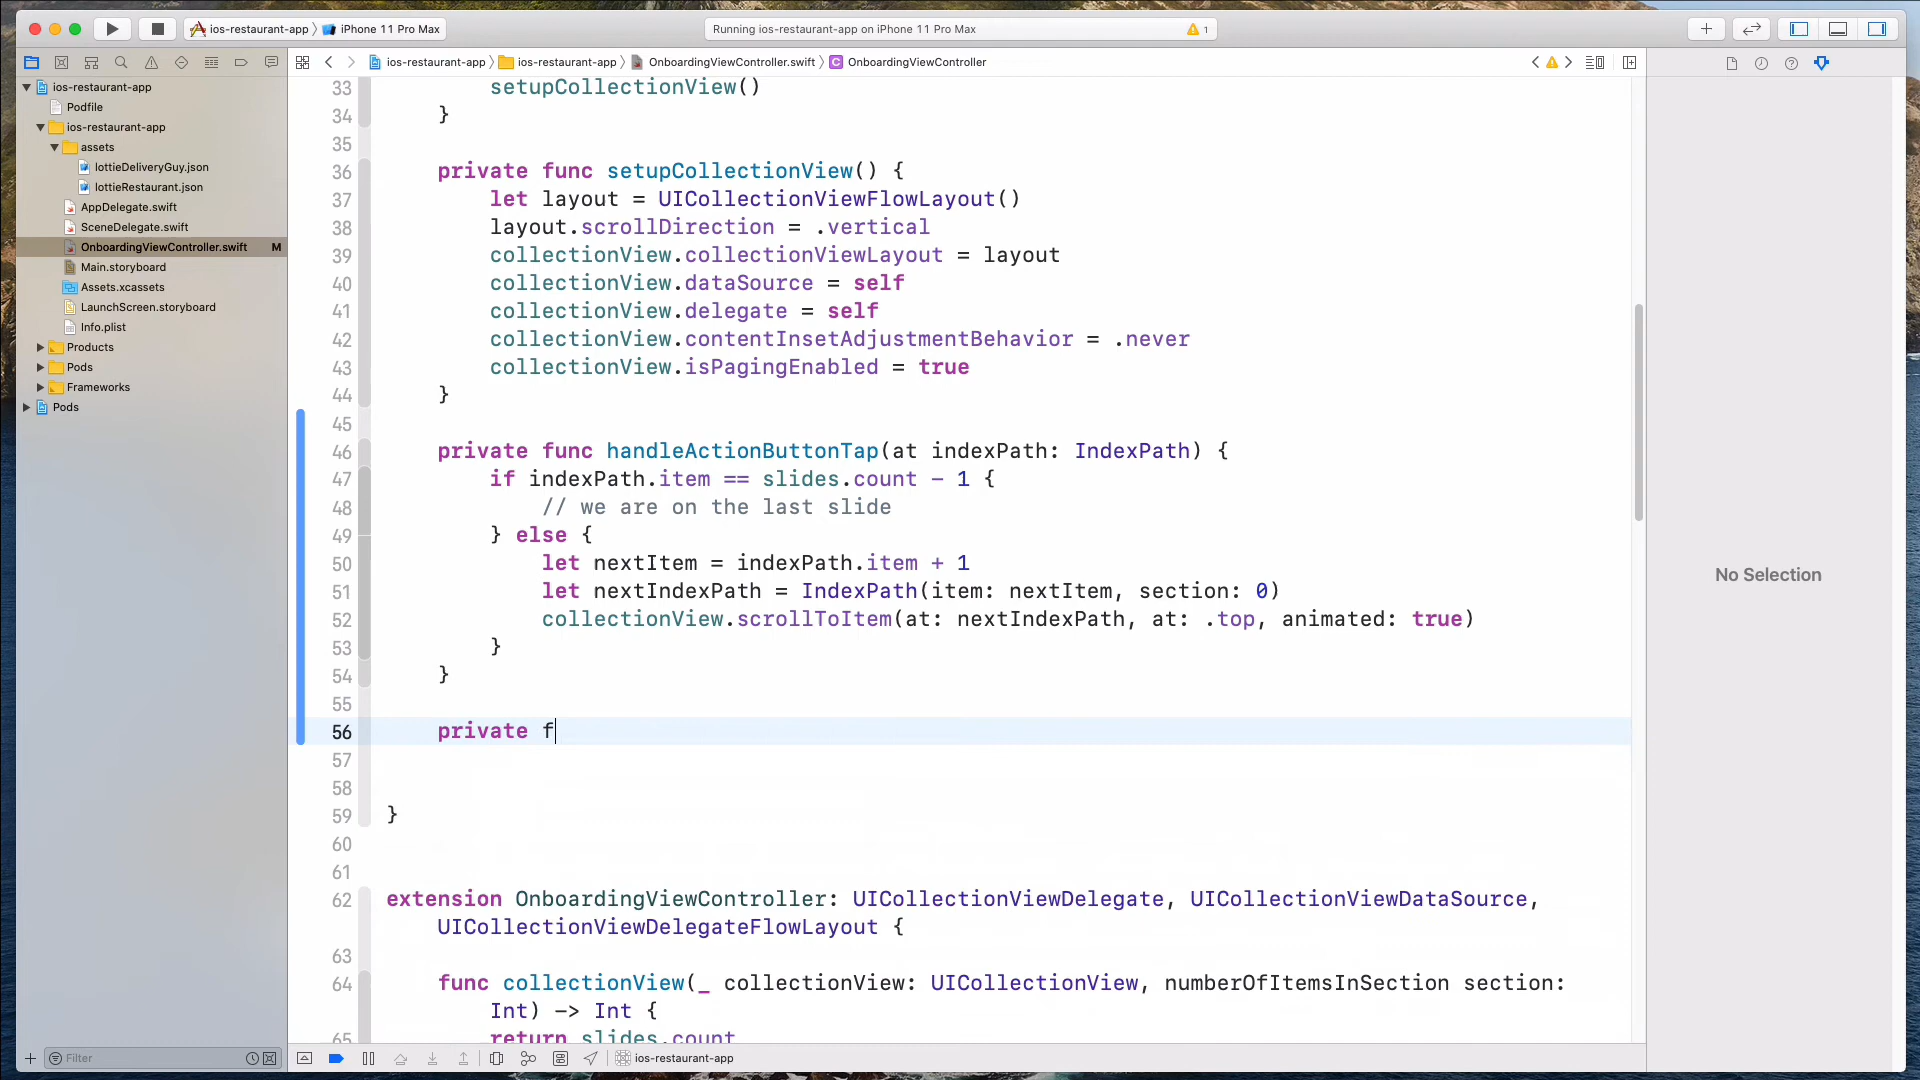 ios-restaurant-app
iPhone 11 Pro Max
Running ios-restaurant-app on iPhone 11 Pro Max
1
ios-restaurant-app
ios-restaurant-app
OnboardingViewController.swift
C
OnboardingViewController
ios-restaurant-app
Podfile
ios-restaurant-app
assets
lottieDeliveryGuy.json
lottieRestaurant.json
AppDelegate.swift
SceneDelegate.swift
OnboardingViewController.swift M
Main.storyboard
Assets.xcassets
LaunchScreen.storyboard
Info.plist
Products
Pods
Frameworks
Pods
33 setupCollectionView()
34 }
35
36 private func setupCollectionView() {
37 let layout = UICollectionViewFlowLayout()
38 layout.scrollDirection = .vertical
39 collectionView.collectionViewLayout = layout
40 collectionView.dataSource = self
41 collectionView.delegate = self
42 collectionView.contentInsetAdjustmentBehavior = .never
43 collectionView.isPagingEnabled = true
44 }
45
46 private func handleActionButtonTap(at indexPath: IndexPath) {
47 if indexPath.item == slides.count - 1 {
48 // we are on the last slide
49 } else {
50 let nextItem = indexPath.item + 1
51 let nextIndexPath = IndexPath(item: nextItem, section: 0)
52 collectionView.scrollToItem(at: nextIndexPath, at: .top, animated: true)
53 }
54 }
55
56 private f
57
58
59 }
60
61
62 extension OnboardingViewController: UICollectionViewDelegate, UICollectionViewDataSource,
UICollectionViewDelegateFlowLayout {
63
64 func collectionView(_ collectionView: UICollectionView, numberOfItemsInSection section:
Int) -> Int {
65 return slides.count
No Selection
Filter
ios-restaurant-app